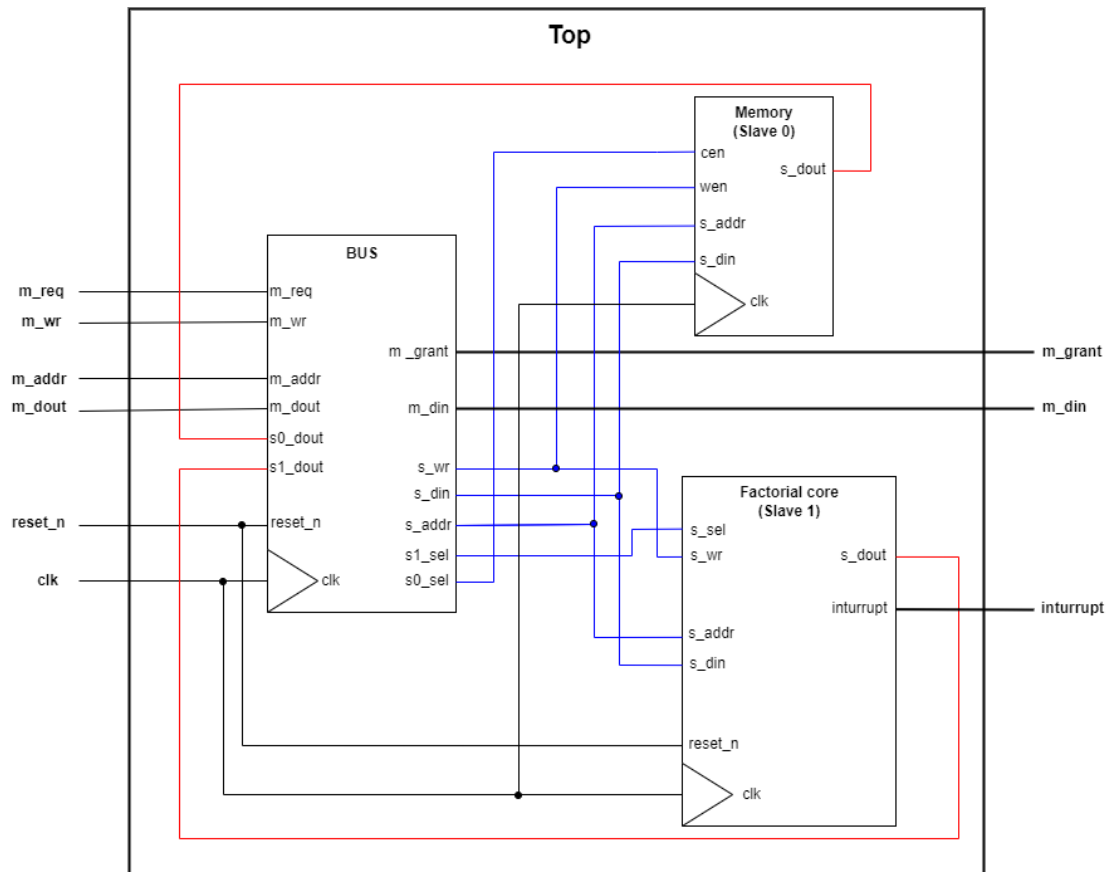 Top
Memory
(Slave 0)
cen
s_dout
wen
s_addr
s_din
clk
BUS
m_req
m_req
m_wr
m_wr
m _grant
m_grant
m_addr
m_addr
m_dout
m_dout
m_din
m_din
s0_dout
s1_dout
s_wr
s_din
reset_n
reset_n
s_addr
s1_sel
clk
clk
s0_sel
Factorial core
(Slave 1)
s_sel
s_wr
s_dout
inturrupt
inturrupt
s_addr
s_din
reset_n
clk